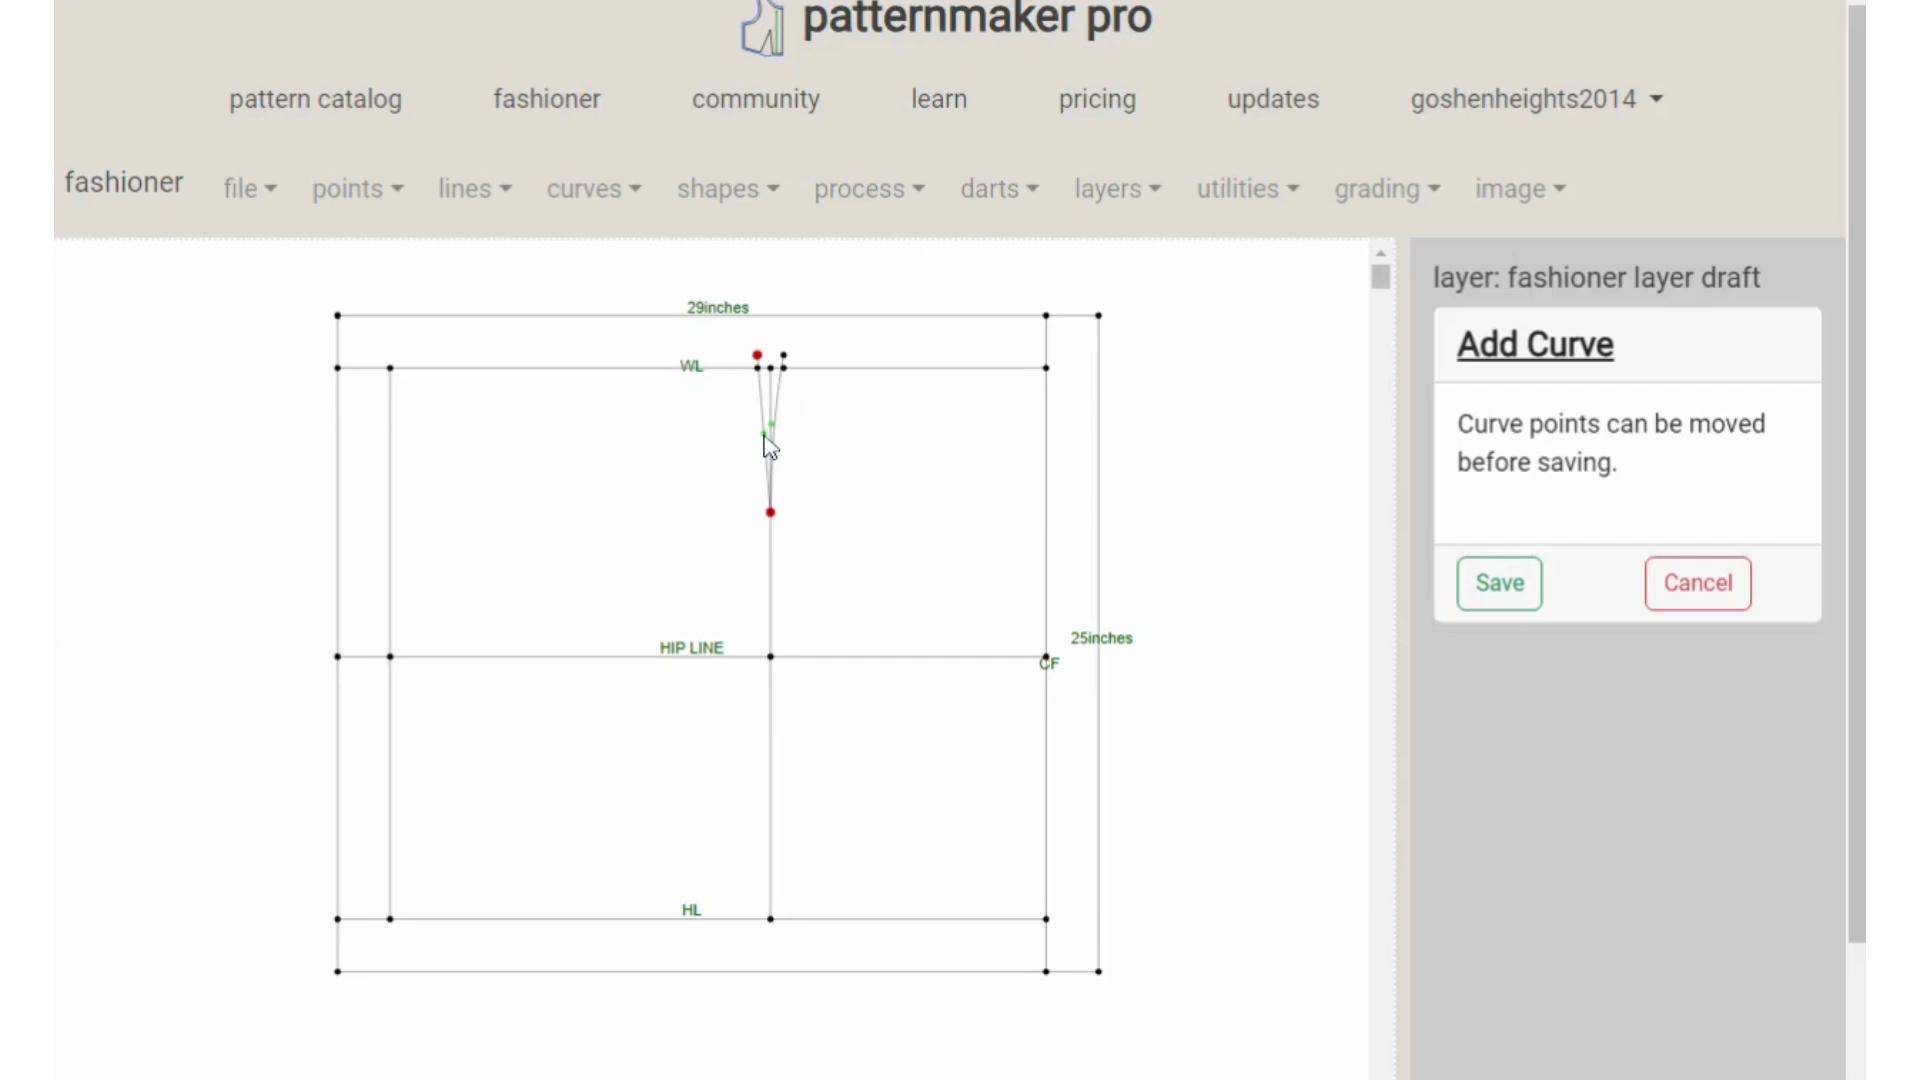 patternmaker pro
pattern catalog fashioner community learn pricing updates goshenheights2014
fashioner file points lines curves shapes process darts layers utilities grading image
layer: fashioner layer draft
Add Curve
Curve points can be moved
before saving.
Save Cancel
29inches
WL
HIP LINE
25inches
CF
HL